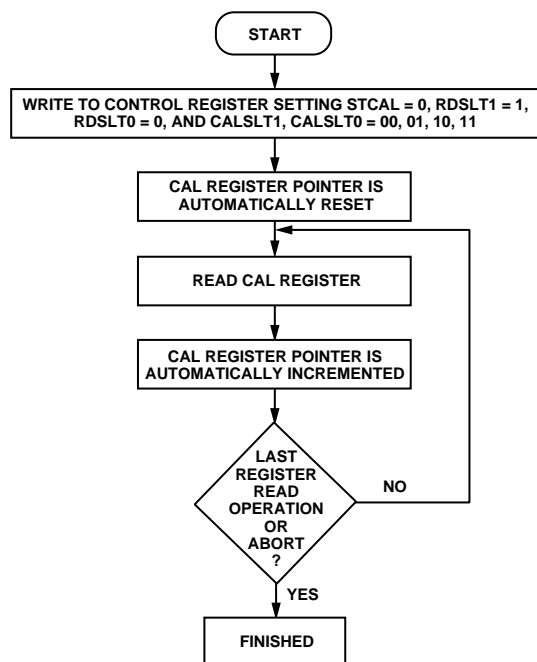 START
WRITE TO CONTROL REGISTER SETTING STCAL = 0, RDSLT1 = 1,
RDSLT0 = 0, AND CALSLT1, CALSLT0 = 00, 01, 10, 11
CAL REGISTER POINTER IS
AUTOMATICALLY RESET
READ CAL REGISTER
CAL REGISTER POINTER IS
AUTOMATICALLY INCREMENTED
LAST
REGISTER
READ
OPERATION
OR
ABORT
?
NO
YES
FINISHED